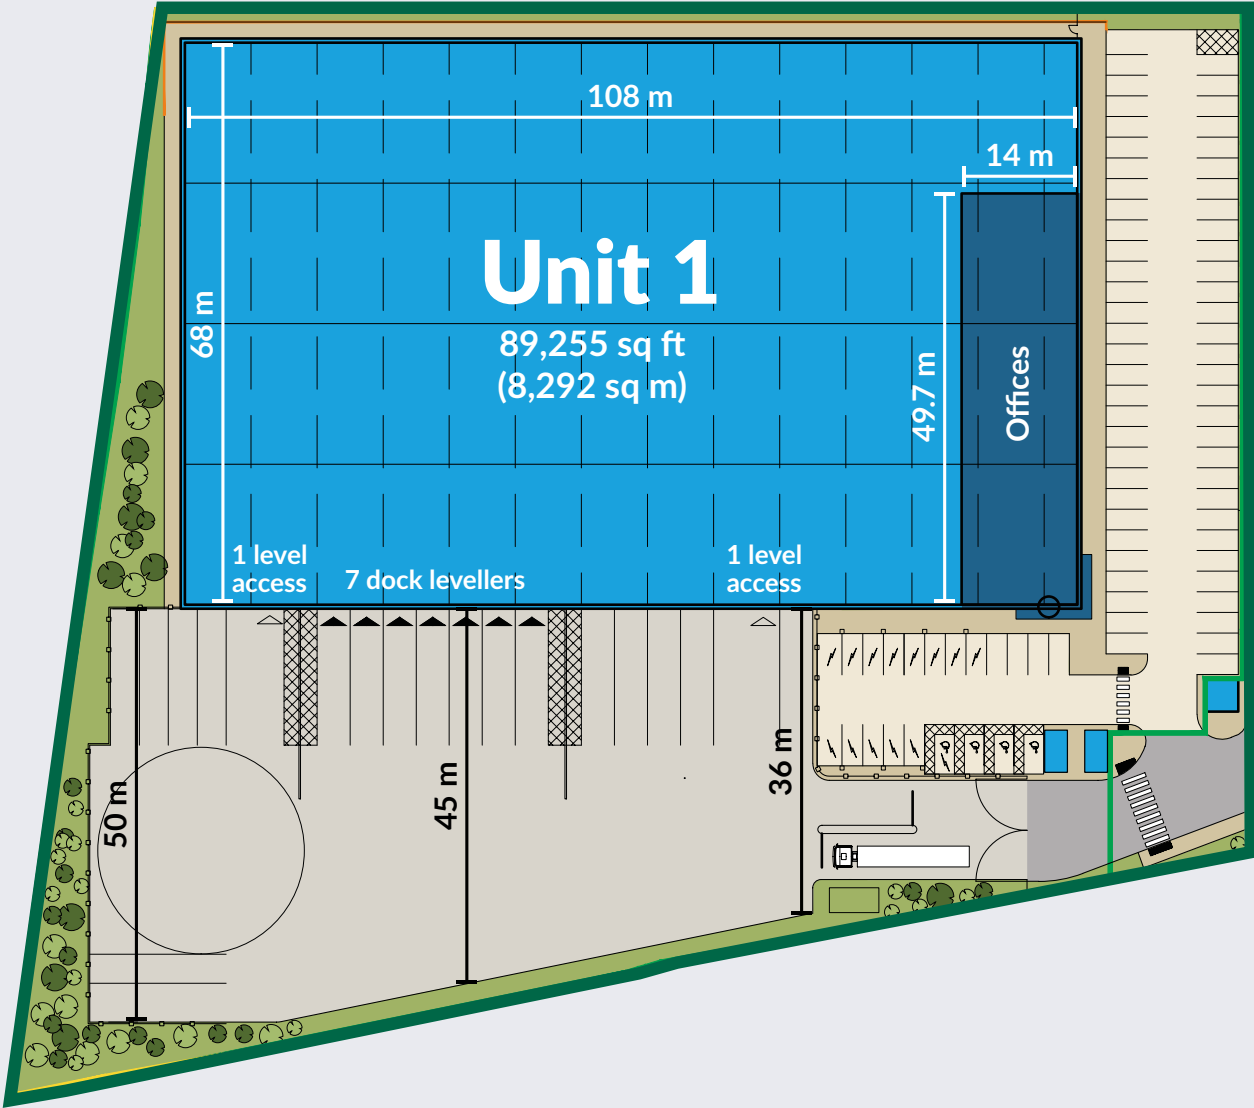 108 m
14 m
Unit 1
89,255 sq ft
(8,292 sq m)
68 m
49.7 m
Offices
1 level
access
7 dock levellers
1 level
access
50 m
45 m
36 m